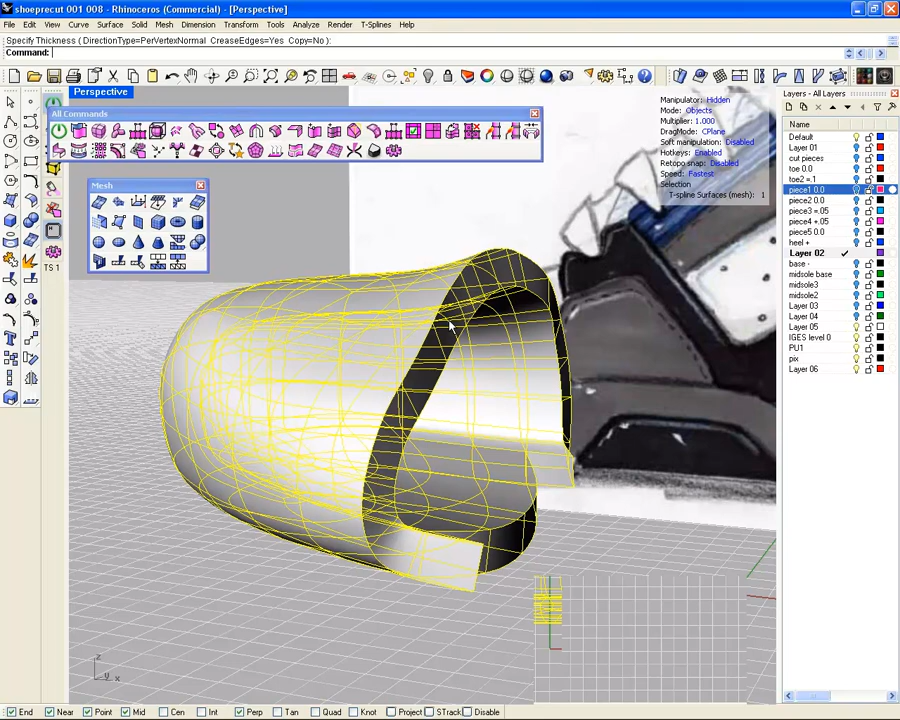 shoeprecut 001 008 - Rhinoceros (Commercial) - [Perspective]
File Edit View Curve Surface Solid Mesh Dimension Transform Tools Analyze Render T-Splines Help
Specify Thickness ( DirectionType=PerVertexNormal CreaseEdges=Yes Copy=No ):
Command:
Perspective
All Commands
Mesh
Manipulator: Hidden
Mode: Objects
Multiplier: 1.000
DragMode: CPlane
Soft manipulation: Disabled
Hotkeys: Enabled
Retopo snap: Disabled
Speed: Fastest
Selection
T-spline Surfaces (mesh): 1
TS 1
Layers - All Layers
Name
Default
Layer 01
cut pieces
toe 0.0
toe2 =.1
piece1 0.0
piece2 0.0
piece3 =.05
piece4 +.05
piece5 0.0
heel +
Layer 02
base -
midsole base
midsole3
midsole2
Layer 03
Layer 04
Layer 05
IGES level 0
PU1
pix
Layer 06
z
y x
End Near Point Mid Cen Int Perp Tan Quad Knot Project STrack Disable